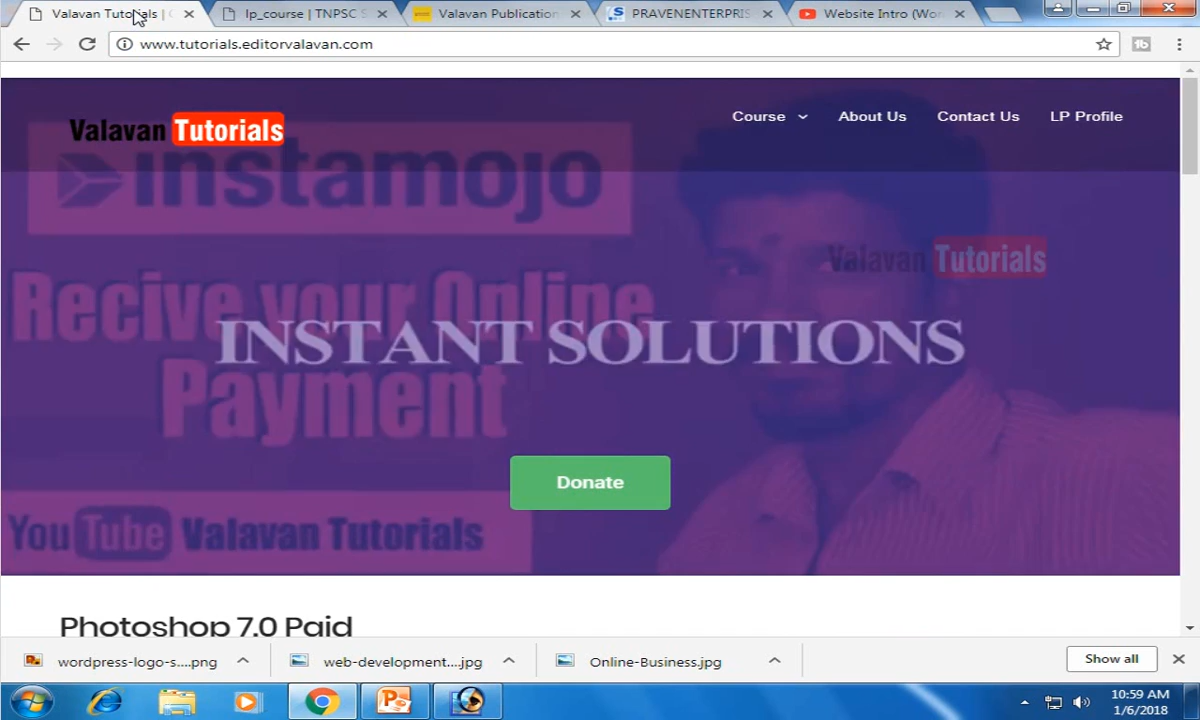 Valavan Tutorials | 
lp_course | TNPSC S
Valavan Publication
PRAVENENTERPRIS
Website Intro (Wor
www.tutorials.editorvalavan.com
Valavan Tutorials
Course
About Us
Contact Us
LP Profile
instamojo
Valavan Tutorials
Recive your Online
INSTANT SOLUTIONS
Payment
Donate
You Tube Valavan Tutorials
Photoshop 7.0 Paid
wordpress-logo-s....png
web-development....jpg
Online-Business.jpg
Show all
10:59 AM
1/6/2018